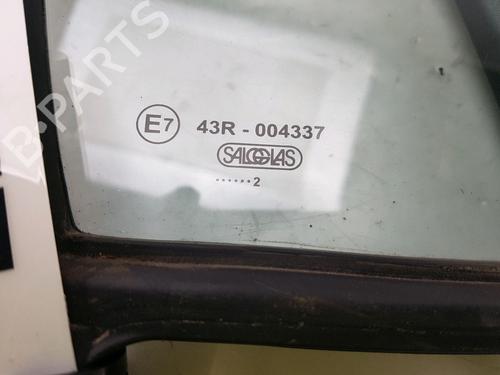 B-PARTS
E7 43R - 004337
SALGGLAS
......2